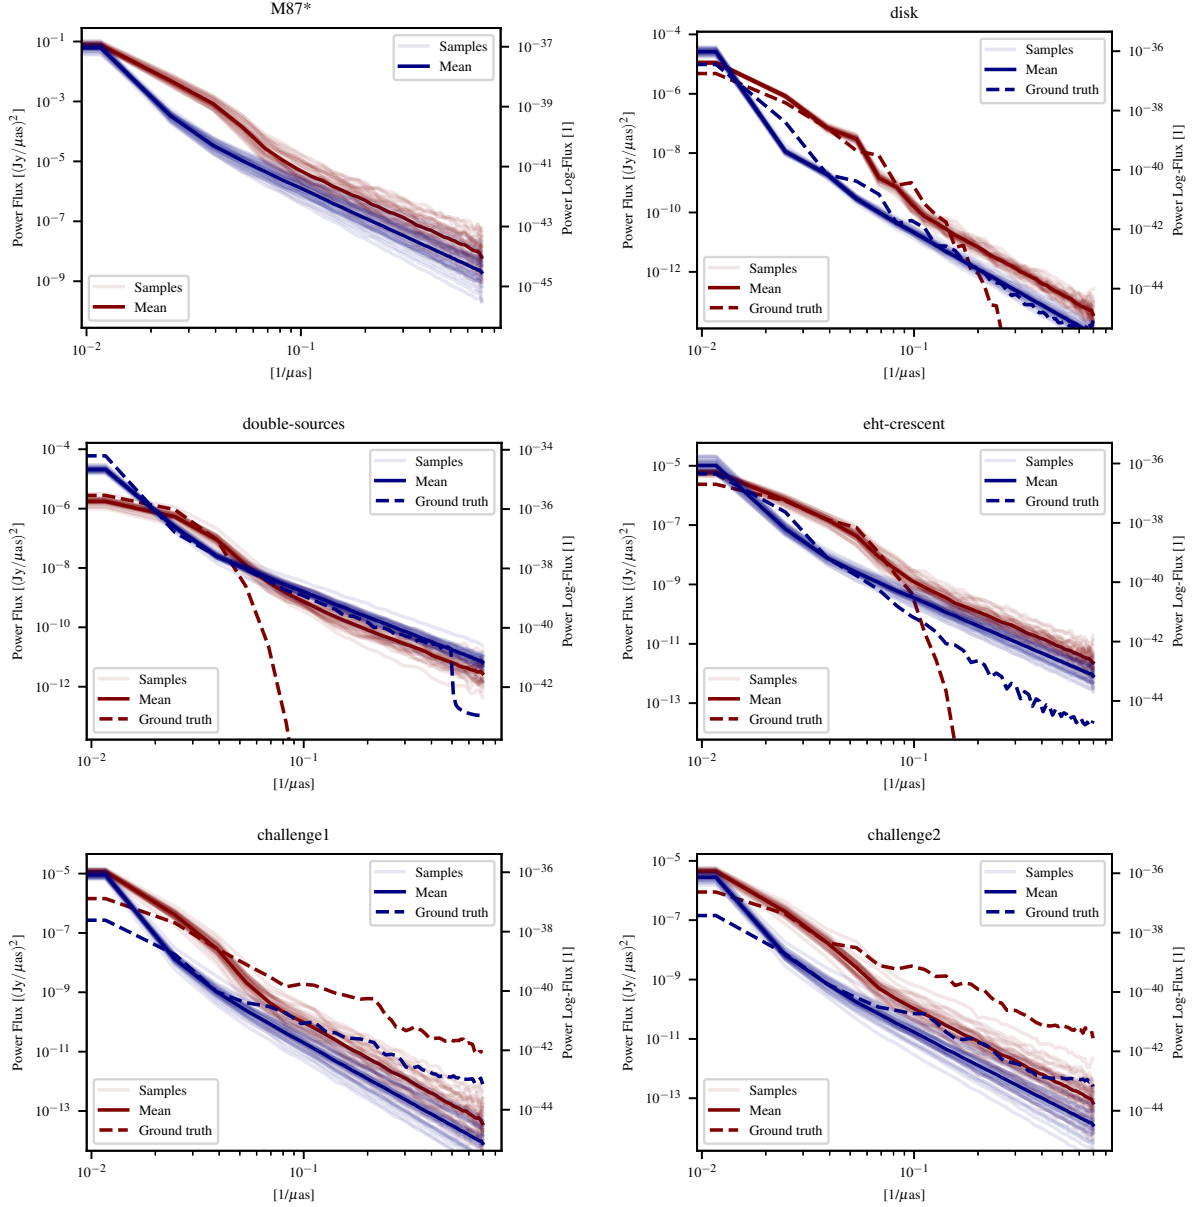 M87*
Power Flux [(Jy/μas)²]
10⁻¹
10⁻³
10⁻⁵
10⁻⁷
10⁻⁹
Samples
Mean
Samples
Mean
10⁻³⁷
10⁻³⁹
10⁻⁴¹
10⁻⁴³
10⁻⁴⁵
Power Log-Flux [1]
10⁻²
10⁻¹
[1/μas]
disk
Power Flux [(Jy/μas)²]
10⁻⁴
10⁻⁶
10⁻⁸
10⁻¹⁰
10⁻¹²
Samples
Mean
Ground truth
Samples
Mean
Ground truth
10⁻³⁶
10⁻³⁸
10⁻⁴⁰
10⁻⁴²
10⁻⁴⁴
Power Log-Flux [1]
10⁻²
10⁻¹
[1/μas]
double-sources
Power Flux [(Jy/μas)²]
10⁻⁴
10⁻⁶
10⁻⁸
10⁻¹⁰
10⁻¹²
Samples
Mean
Ground truth
Samples
Mean
Ground truth
10⁻³⁴
10⁻³⁶
10⁻³⁸
10⁻⁴⁰
10⁻⁴²
Power Log-Flux [1]
10⁻²
10⁻¹
[1/μas]
eht-crescent
Power Flux [(Jy/μas)²]
10⁻⁵
10⁻⁷
10⁻⁹
10⁻¹¹
10⁻¹³
Samples
Mean
Ground truth
Samples
Mean
Ground truth
10⁻³⁶
10⁻³⁸
10⁻⁴⁰
10⁻⁴²
10⁻⁴⁴
Power Log-Flux [1]
10⁻²
10⁻¹
[1/μas]
challenge1
Power Flux [(Jy/μas)²]
10⁻⁵
10⁻⁷
10⁻⁹
10⁻¹¹
10⁻¹³
Samples
Mean
Ground truth
Samples
Mean
Ground truth
10⁻³⁶
10⁻³⁸
10⁻⁴⁰
10⁻⁴²
10⁻⁴⁴
Power Log-Flux [1]
10⁻²
10⁻¹
[1/μas]
challenge2
Power Flux [(Jy/μas)²]
10⁻⁵
10⁻⁷
10⁻⁹
10⁻¹¹
10⁻¹³
Samples
Mean
Ground truth
Samples
Mean
Ground truth
10⁻³⁶
10⁻³⁸
10⁻⁴⁰
10⁻⁴²
10⁻⁴⁴
Power Log-Flux [1]
10⁻²
10⁻¹
[1/μas]